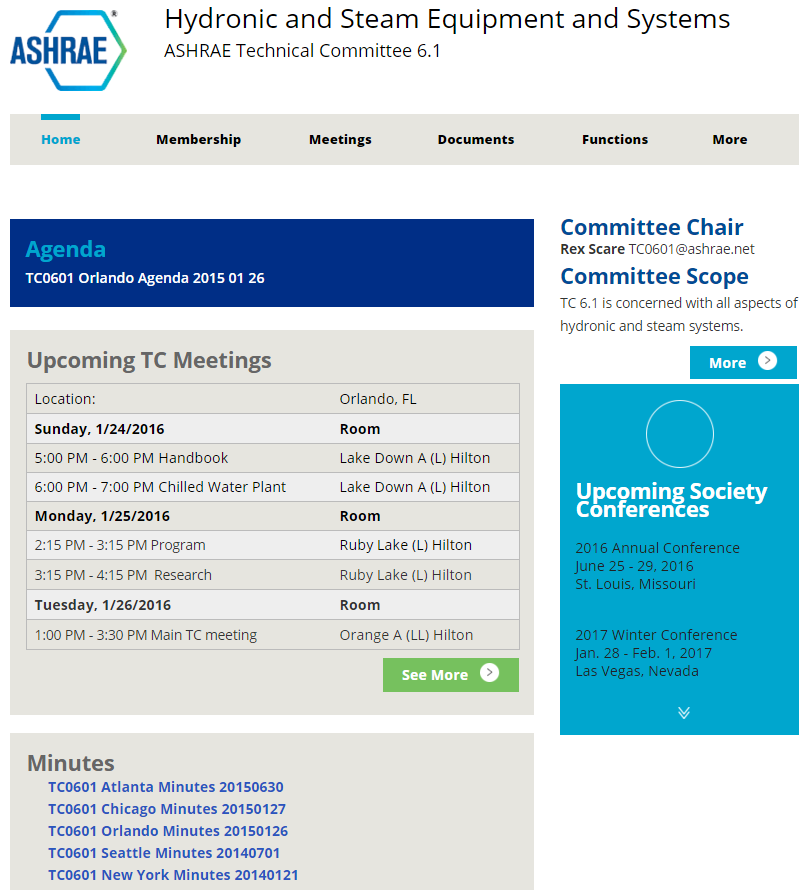 ASHRAE®
Hydronic and Steam Equipment and Systems
ASHRAE Technical Committee 6.1
Home Membership Meetings Documents Functions More
Agenda
TC0601 Orlando Agenda 2015 01 26
Upcoming TC Meetings
Location: Orlando, FL
Sunday, 1/24/2016 Room
5:00 PM - 6:00 PM Handbook Lake Down A (L) Hilton
6:00 PM - 7:00 PM Chilled Water Plant Lake Down A (L) Hilton
Monday, 1/25/2016 Room
2:15 PM - 3:15 PM Program Ruby Lake (L) Hilton
3:15 PM - 4:15 PM Research Ruby Lake (L) Hilton
Tuesday, 1/26/2016 Room
1:00 PM - 3:30 PM Main TC meeting Orange A (LL) Hilton
See More
Minutes
TC0601 Atlanta Minutes 20150630
TC0601 Chicago Minutes 20150127
TC0601 Orlando Minutes 20150126
TC0601 Seattle Minutes 20140701
TC0601 New York Minutes 20140121
Committee Chair
Rex Scare TC0601@ashrae.net
Committee Scope
TC 6.1 is concerned with all aspects of
hydronic and steam systems.
More
Upcoming Society
Conferences
2016 Annual Conference
June 25 - 29, 2016
St. Louis, Missouri
2017 Winter Conference
Jan. 28 - Feb. 1, 2017
Las Vegas, Nevada